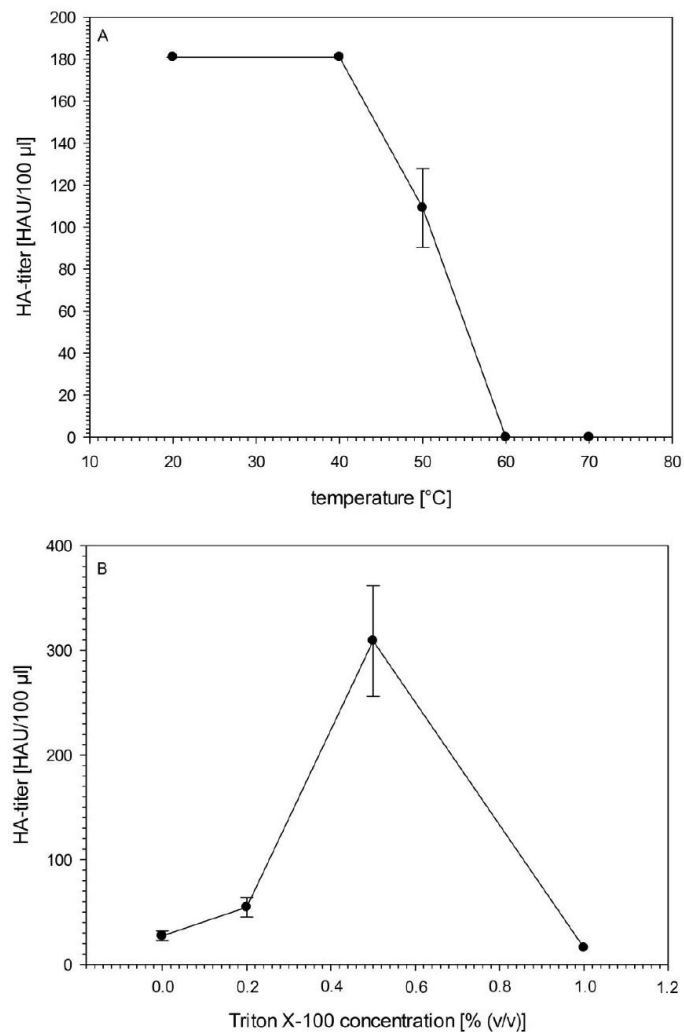 A
HA-titer [HAU/100 µl]
200
180
160
140
120
100
80
60
40
20
0
10 20 30 40 50 60 70 80
temperature [°C]
B
HA-titer [HAU/100 µl]
400
300
200
100
0
0.0 0.2 0.4 0.6 0.8 1.0 1.2
Triton X-100 concentration [% (v/v)]